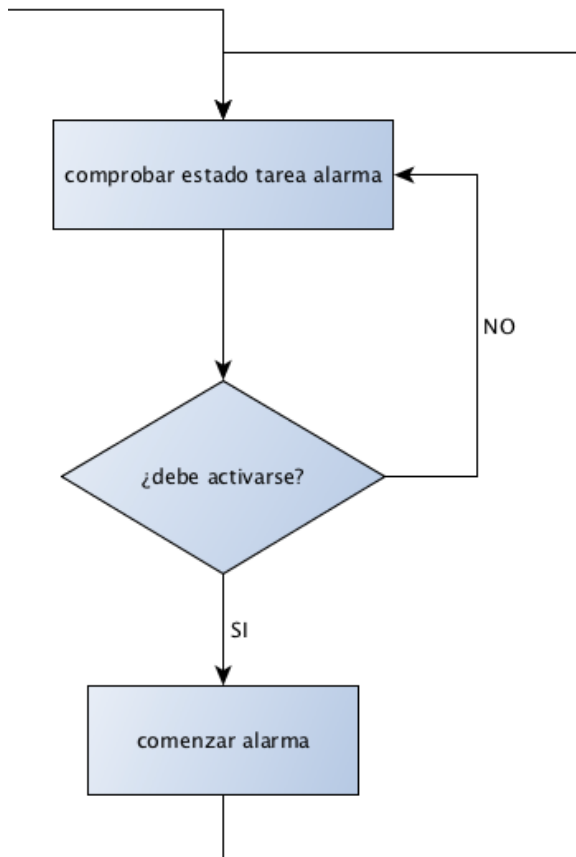 comprobar estado tarea alarma
NO
¿debe activarse?
SI
comenzar alarma